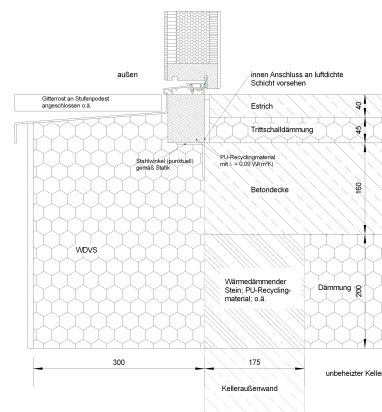 außen
innen Anschluss an luftdichte
Schicht vorsehen
Gitterrost an Stufenpodest
angeschlossen o.ä.
Estrich
40
Trittschalldämmung
45
Stahlwinkel (punktuell)
gemäß Statik
PU-Recyclingmaterial
mit λ = 0,09 W/(m²K)
Betondecke
160
WDVS
Wärmedämmender
Stein; PU-Recycling-
material; o.ä.
Dämmung
200
300
175
unbeheizter Keller
Kelleraußenwand